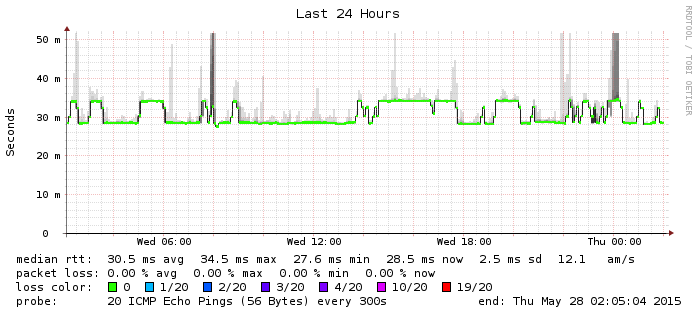 Last 24 Hours
RRDTOOL / TOBI OETIKER
Seconds
50 m
40 m
30 m
20 m
10 m
0
Wed 06:00 Wed 12:00 Wed 18:00 Thu 00:00
median rtt: 30.5 ms avg 34.5 ms max 27.6 ms min 28.5 ms now 2.5 ms sd 12.1 am/s
packet loss: 0.00 % avg 0.00 % max 0.00 % min 0.00 % now
loss color: 0 1/20 2/20 3/20 4/20 10/20 19/20
probe: 20 ICMP Echo Pings (56 Bytes) every 300s end: Thu May 28 02:05:04 2015